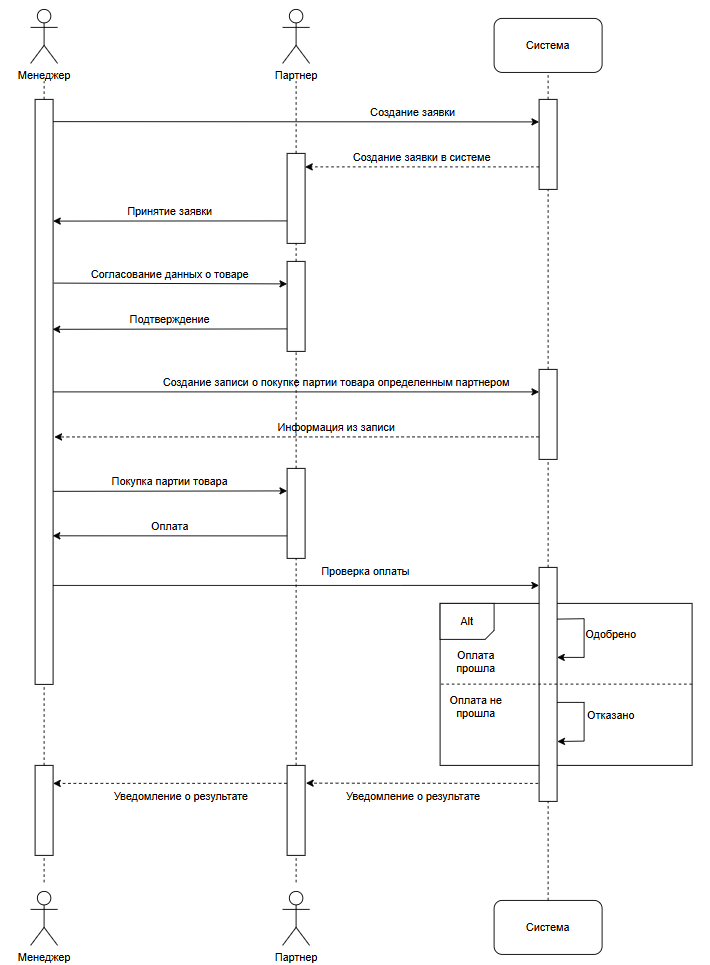 Менеджер
Партнер
Система
Создание заявки
Создание заявки в системе
Принятие заявки
Согласование данных о товаре
Подтверждение
Создание записи о покупке партии товара определенным партнером
Информация из записи
Покупка партии товара
Оплата
Проверка оплаты
Alt
Одобрено
Оплата
прошла
Оплата не
прошла
Отказано
Уведомление о результате
Уведомление о результате
Менеджер
Партнер
Система